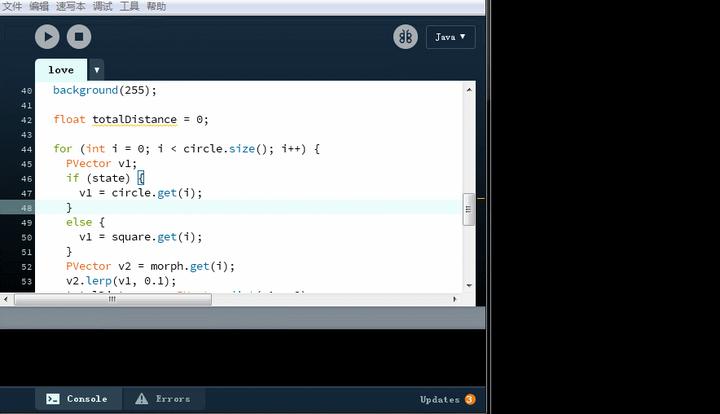 文件 编辑 速写本 调试 工具 帮助
Java ▼
love ▼
40 background(255);
41
42 float totalDistance = 0;
43
44 for (int i = 0; i < circle.size(); i++) {
45 PVector v1;
46 if (state) {
47 v1 = circle.get(i);
48 }
49 else {
50 v1 = square.get(i);
51 }
52 PVector v2 = morph.get(i);
53 v2.lerp(v1, 0.1);
Console Errors Updates 3